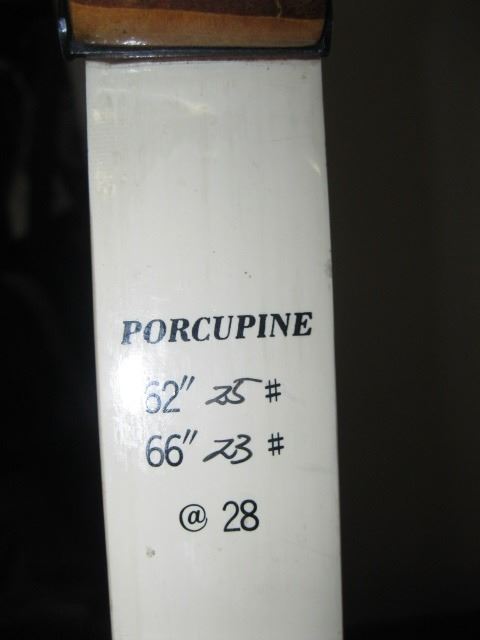 PORCUPINE
62" 25 #
66" 23 #
@ 28